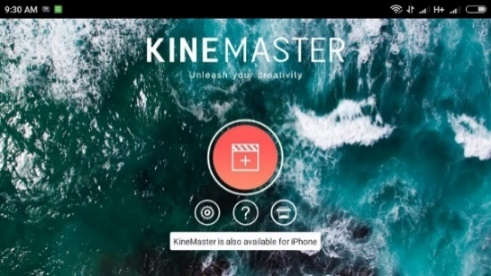 9:30 AM
H+
KINEMASTER
Unleash your creativity
?
KineMaster is also available for iPhone